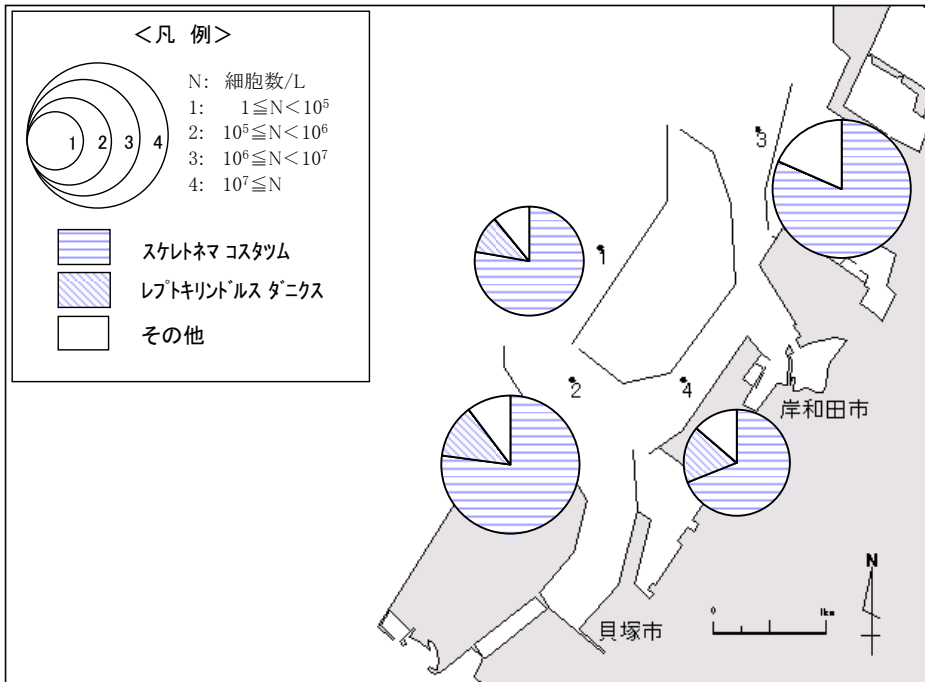 ＜凡 例＞
1 2 3 4
N: 細胞数/L
1: 1≦N<10⁵
2: 10⁵≦N<10⁶
3: 10⁶≦N<10⁷
4: 10⁷≦N
スケレトネマ コスタツム
レプトキリンドルス ダニクス
その他
3
1
2
4
岸和田市
貝塚市
0 1km
N